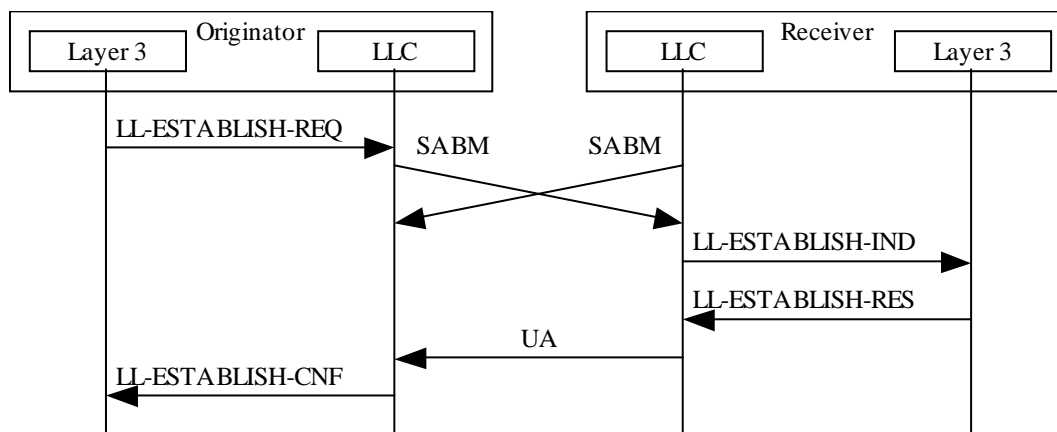 Originator
Receiver
Layer 3
LLC
LLC
Layer 3
LL-ESTABLISH-REQ
SABM
SABM
LL-ESTABLISH-IND
LL-ESTABLISH-RES
UA
LL-ESTABLISH-CNF